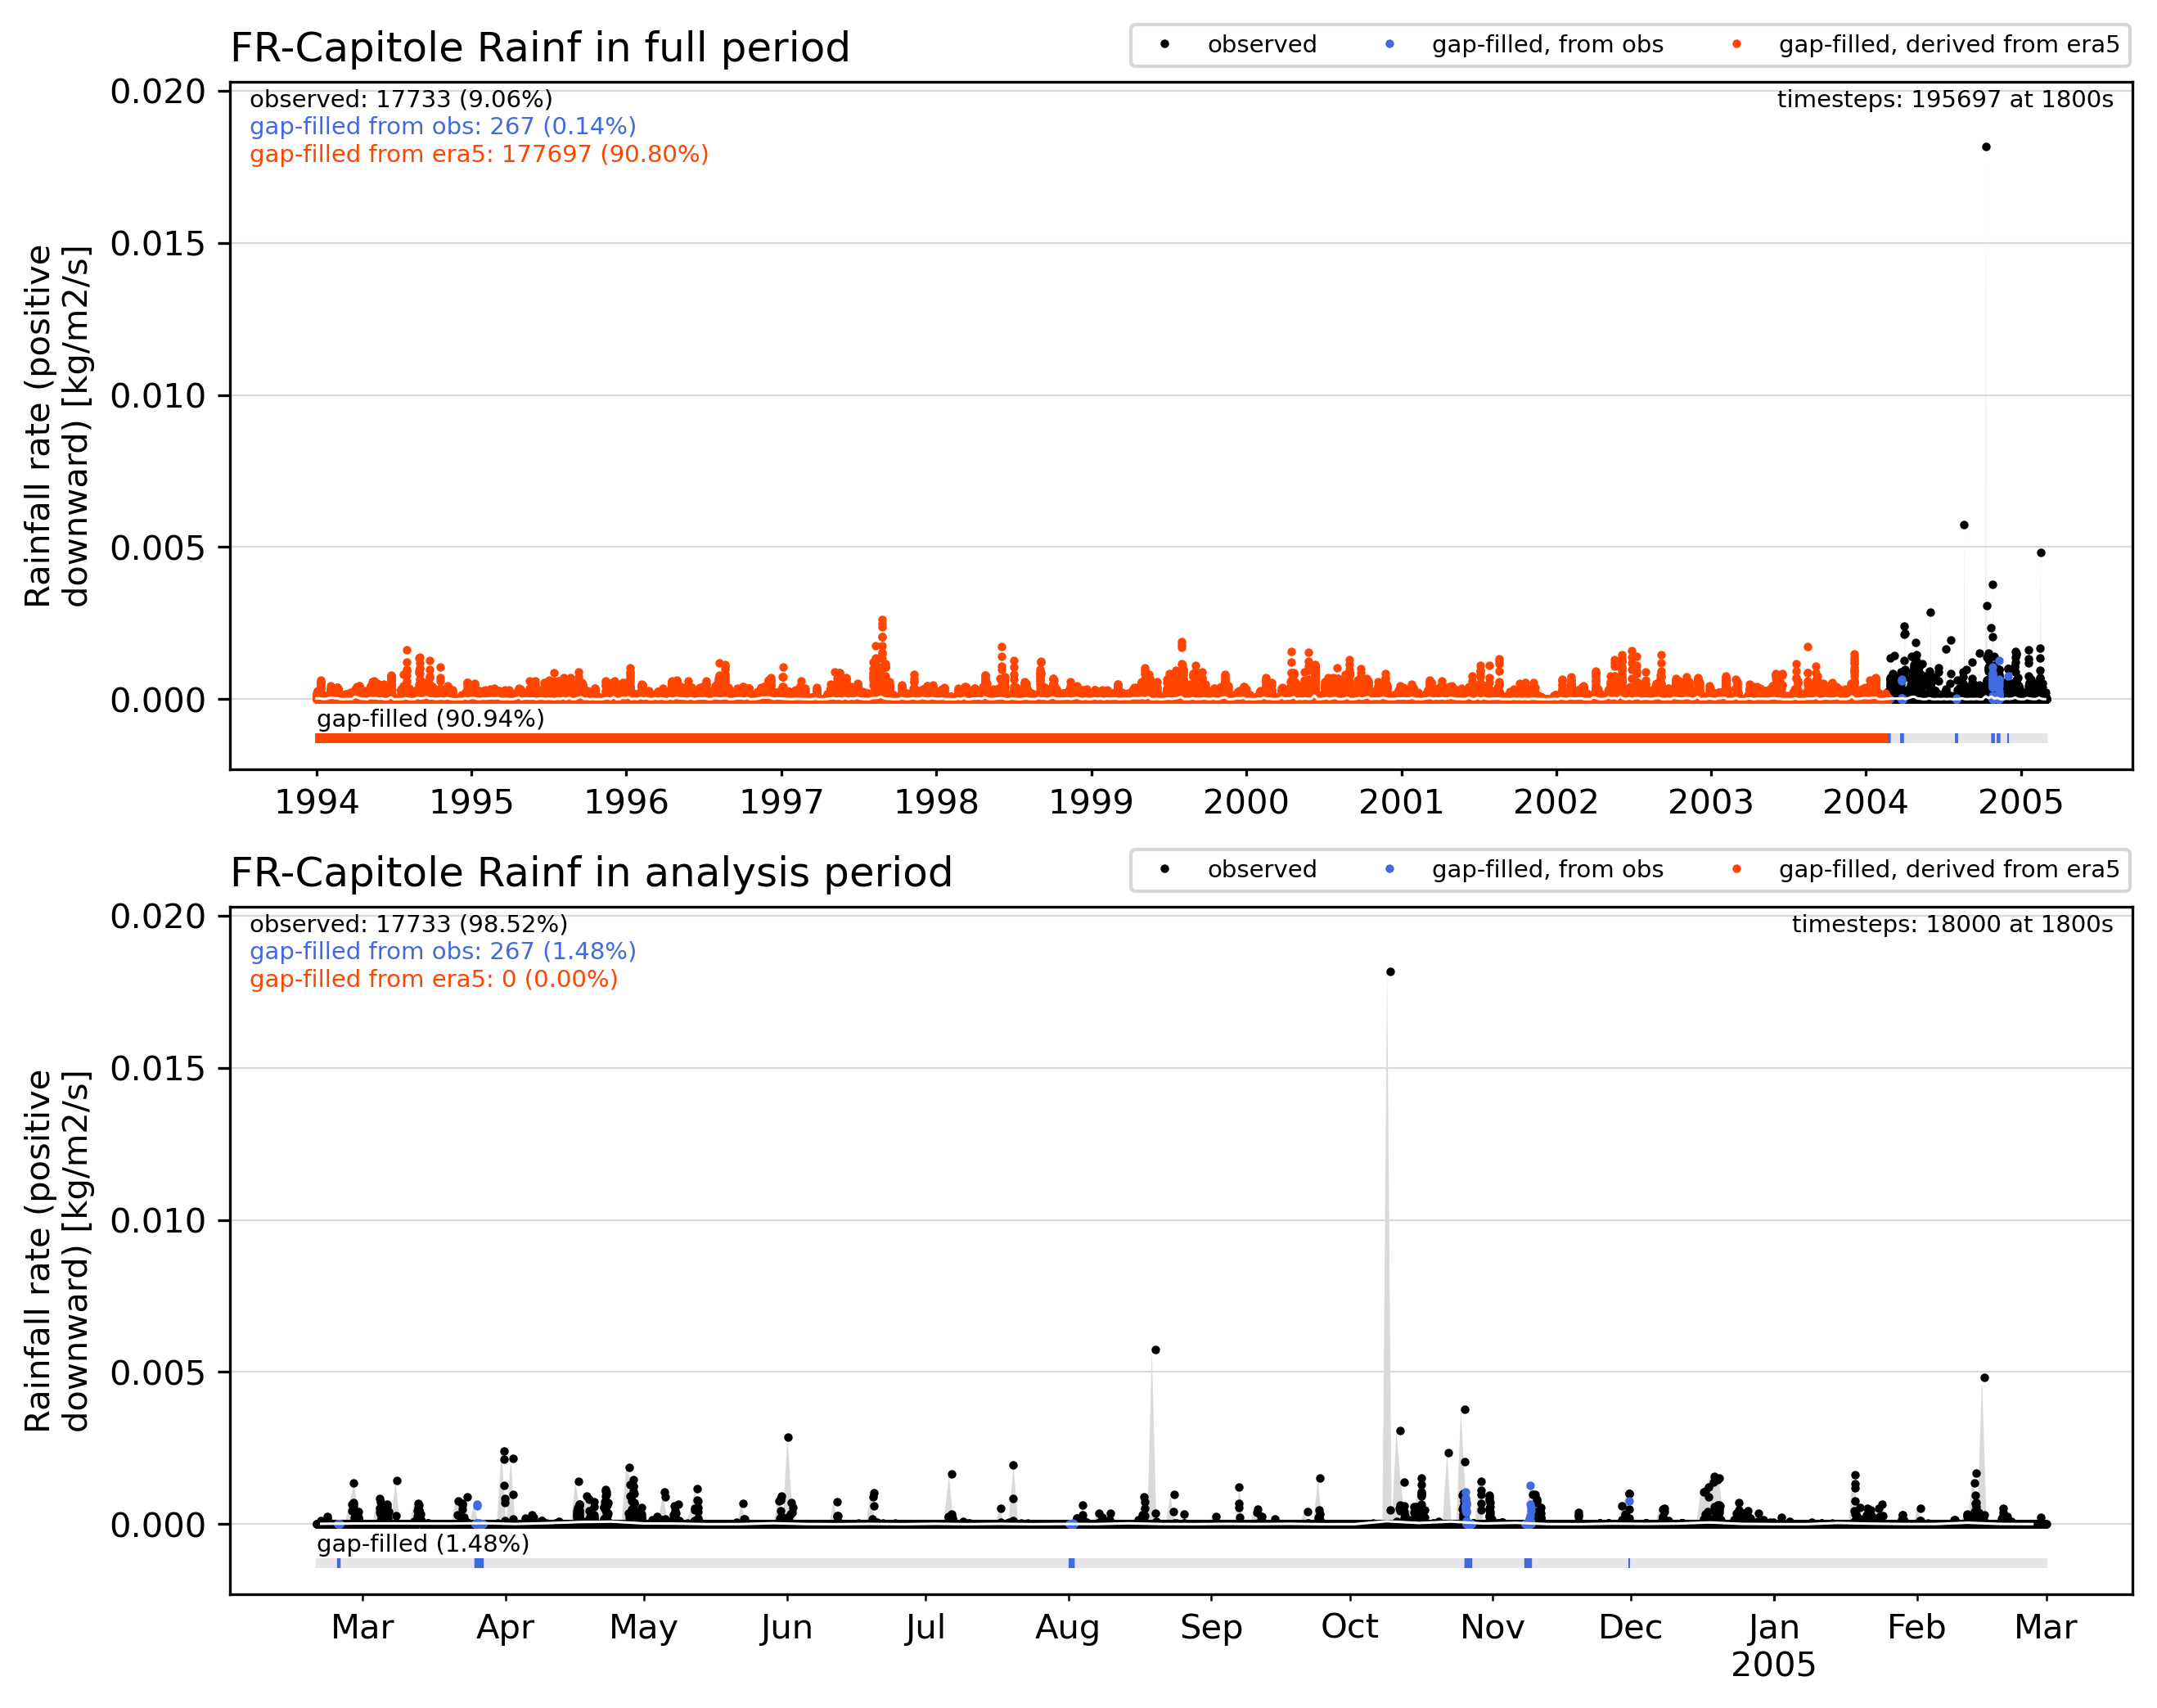 FR-Capitole Rainf in full period
observed
gap-filled, from obs
gap-filled, derived from era5
observed: 17733 (9.06%)
gap-filled from obs: 267 (0.14%)
gap-filled from era5: 177697 (90.80%)
timesteps: 195697 at 1800s
Rainfall rate (positive
downward) [kg/m2/s]
0.020
0.015
0.010
0.005
0.000
gap-filled (90.94%)
1994 1995 1996 1997 1998 1999 2000 2001 2002 2003 2004 2005
FR-Capitole Rainf in analysis period
observed
gap-filled, from obs
gap-filled, derived from era5
observed: 17733 (98.52%)
gap-filled from obs: 267 (1.48%)
gap-filled from era5: 0 (0.00%)
timesteps: 18000 at 1800s
Rainfall rate (positive
downward) [kg/m2/s]
0.020
0.015
0.010
0.005
0.000
gap-filled (1.48%)
Mar Apr May Jun Jul Aug Sep Oct Nov Dec Jan Feb Mar
2005